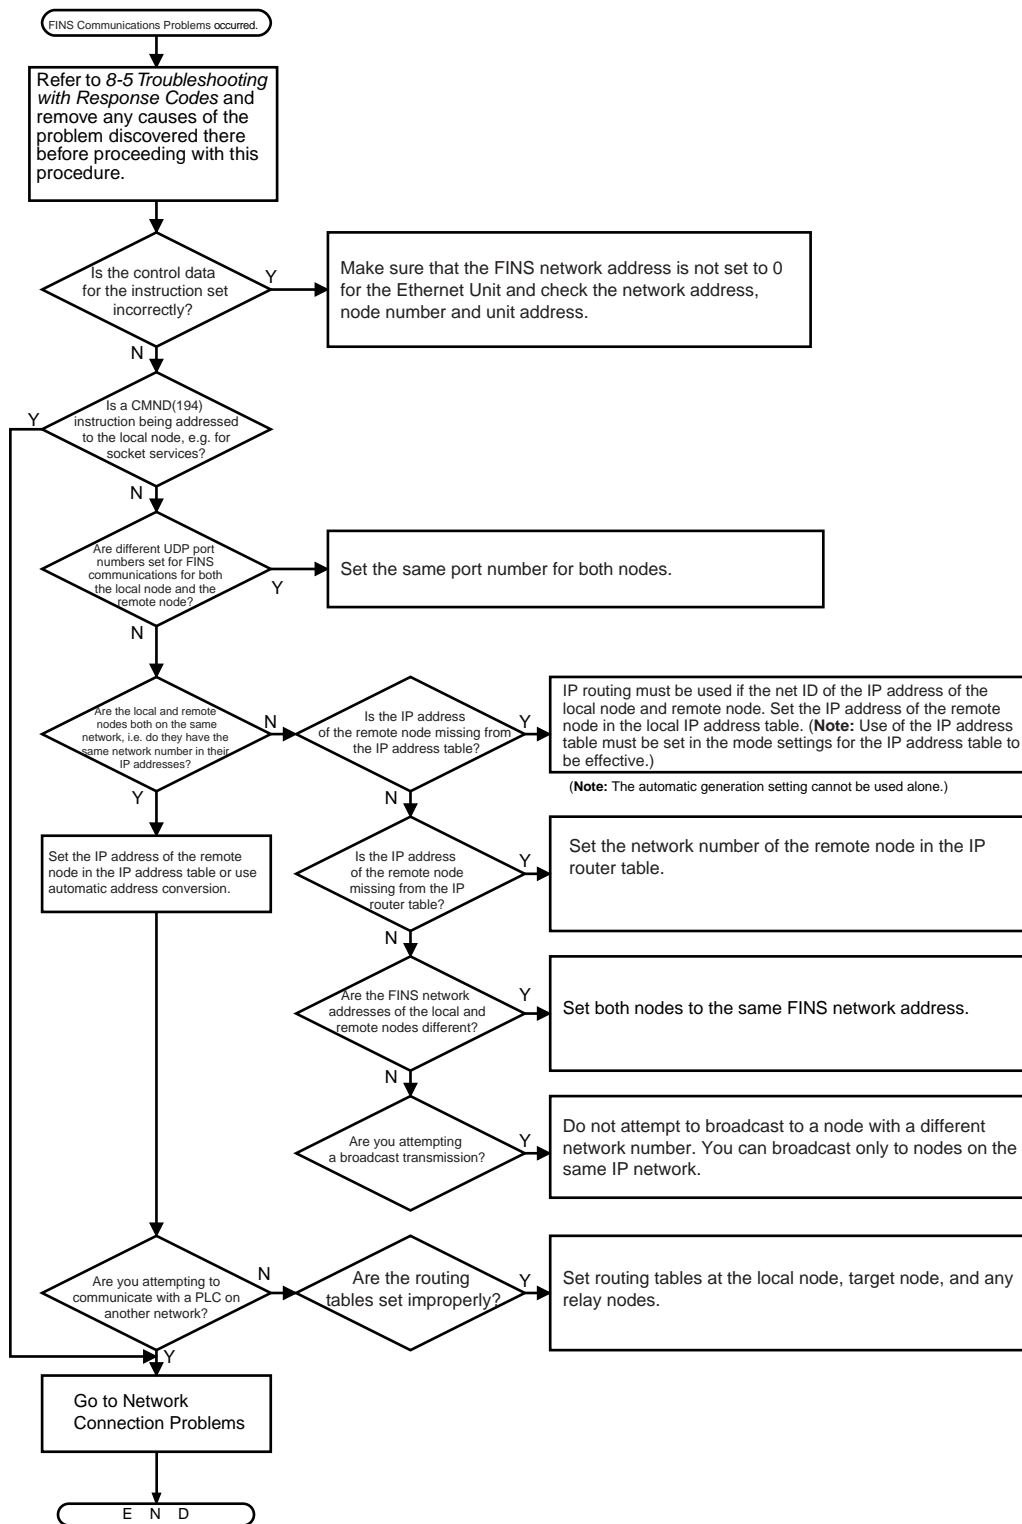 FINS Communications Problems occurred.
Refer to 8-5 Troubleshooting
with Response Codes and
remove any causes of the
problem discovered there
before proceeding with this
procedure.
Is the control data
for the instruction set
incorrectly?
Y
Make sure that the FINS network address is not set to 0
for the Ethernet Unit and check the network address,
node number and unit address.
N
Y
Is a CMND(194)
instruction being addressed
to the local node, e.g. for
socket services?
N
Are different UDP port
numbers set for FINS
communications for both
the local node and the
remote node?
Y
Set the same port number for both nodes.
N
Are the local and remote
nodes both on the same
network, i.e. do they have the
same network number in their
IP addresses?
N
Is the IP address
of the remote node missing from
the IP address table?
Y
IP routing must be used if the net ID of the IP address of the
local node and remote node. Set the IP address of the remote
node in the local IP address table. (Note: Use of the IP address
table must be set in the mode settings for the IP address table to
be effective.)
(Note: The automatic generation setting cannot be used alone.)
Y
N
Set the IP address of the remote
node in the IP address table or use
automatic address conversion.
Is the IP address
of the remote node
missing from the IP
router table?
Y
Set the network number of the remote node in the IP
router table.
N
Are the FINS network
addresses of the local and
remote nodes different?
Y
Set both nodes to the same FINS network address.
N
Are you attempting
a broadcast transmission?
Y
Do not attempt to broadcast to a node with a different
network number. You can broadcast only to nodes on the
same IP network.
Are you attempting to
communicate with a PLC on
another network?
N
Are the routing
tables set improperly?
Y
Set routing tables at the local node, target node, and any
relay nodes.
Y
Go to Network
Connection Problems
E N D